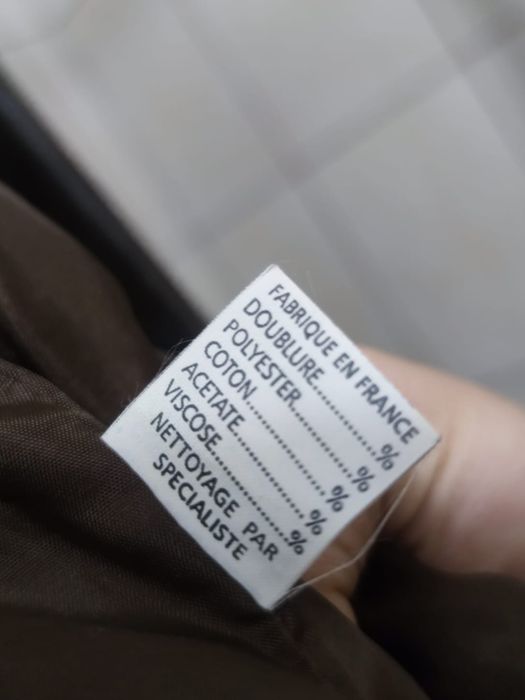 FABRIQUE EN FRANCE
DOUBLURE...............%
POLYESTER...............%
COTON....................%
ACETATE..................%
VISCOSE..................%
NETTOYAGE PAR
SPECIALISTE